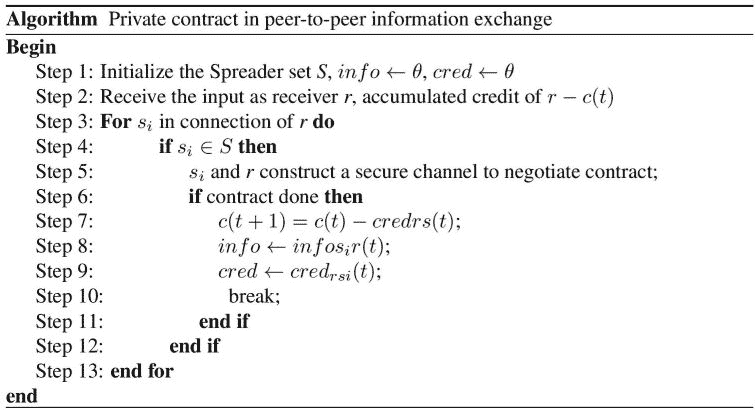 Algorithm Private contract in peer-to-peer information exchange
Begin
Step 1: Initialize the Spreader set S, info ← θ, cred ← θ
Step 2: Receive the input as receiver r, accumulated credit of r − c(t)
Step 3: For s_i in connection of r do
Step 4: if s_i ∈ S then
Step 5: s_i and r construct a secure channel to negotiate contract;
Step 6: if contract done then
Step 7: c(t + 1) = c(t) − credrs(t);
Step 8: info ← infos_ir(t);
Step 9: cred ← cred_{rsi}(t);
Step 10: break;
Step 11: end if
Step 12: end if
Step 13: end for
end